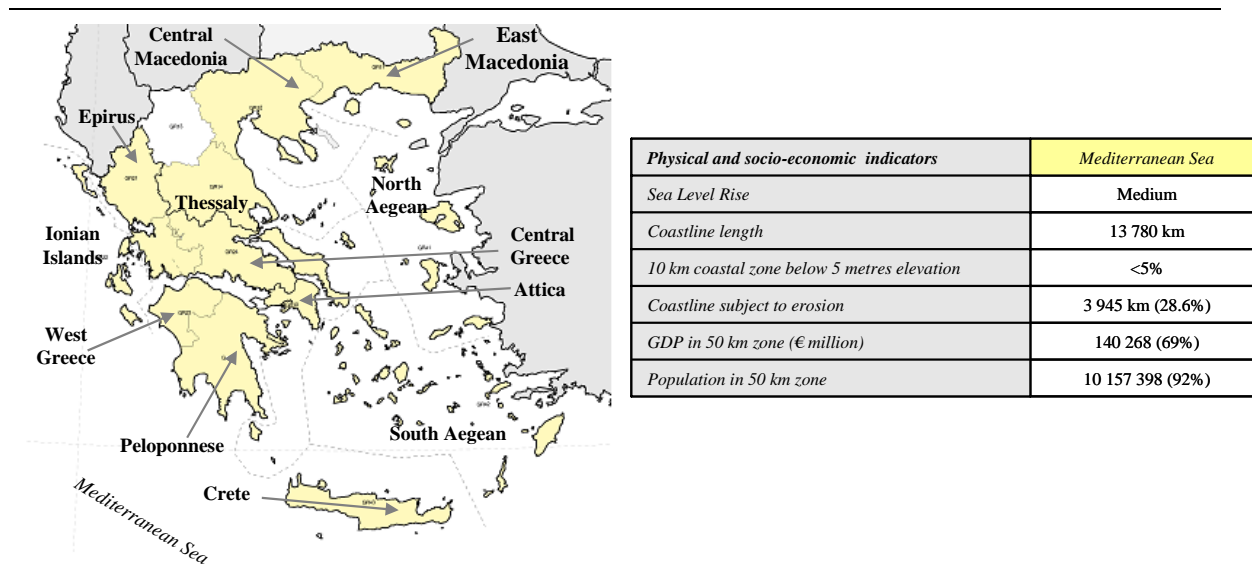 Central
Macedonia
East
Macedonia
Epirus
Thessaly
North
Aegean
Ionian
Islands
Central
Greece
Attica
West
Greece
Peloponnese
South Aegean
Crete
Mediterranean Sea
Physical and socio-economic indicators Mediterranean Sea
Sea Level Rise Medium
Coastline length 13 780 km
10 km coastal zone below 5 metres elevation <5%
Coastline subject to erosion 3 945 km (28.6%)
GDP in 50 km zone (€ million) 140 268 (69%)
Population in 50 km zone 10 157 398 (92%)